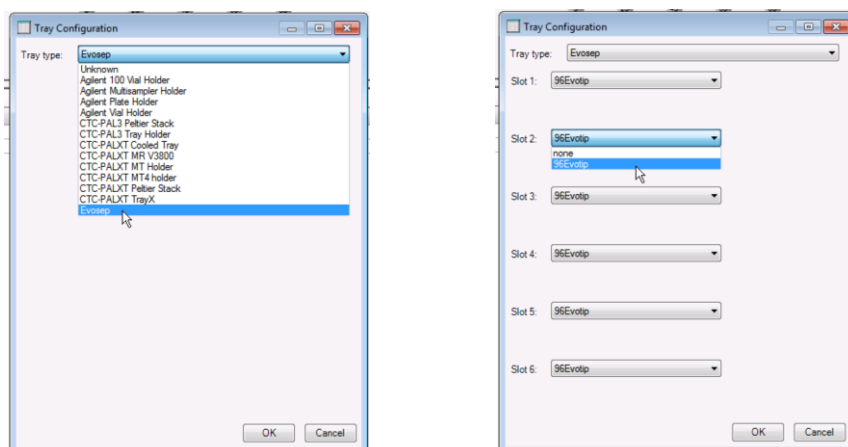 Tray Configuration
Tray type: Evosep
Unknown
Agilent 100 Vial Holder
Agilent Multisampler Holder
Agilent Plate Holder
Agilent Vial Holder
CTC-PAL3 Peltier Stack
CTC-PAL3 Tray Holder
CTC-PALXT Cooled Tray
CTC-PALXT MR V3800
CTC-PALXT MT Holder
CTC-PALXT MT4 holder
CTC-PALXT Peltier Stack
CTC-PALXT TrayX
Evosep
OK Cancel
Tray Configuration
Tray type: Evosep
Slot 1: 96Evotip
Slot 2: 96Evotip
none
96Evotip
Slot 3: 96Evotip
Slot 4: 96Evotip
Slot 5: 96Evotip
Slot 6: 96Evotip
OK Cancel